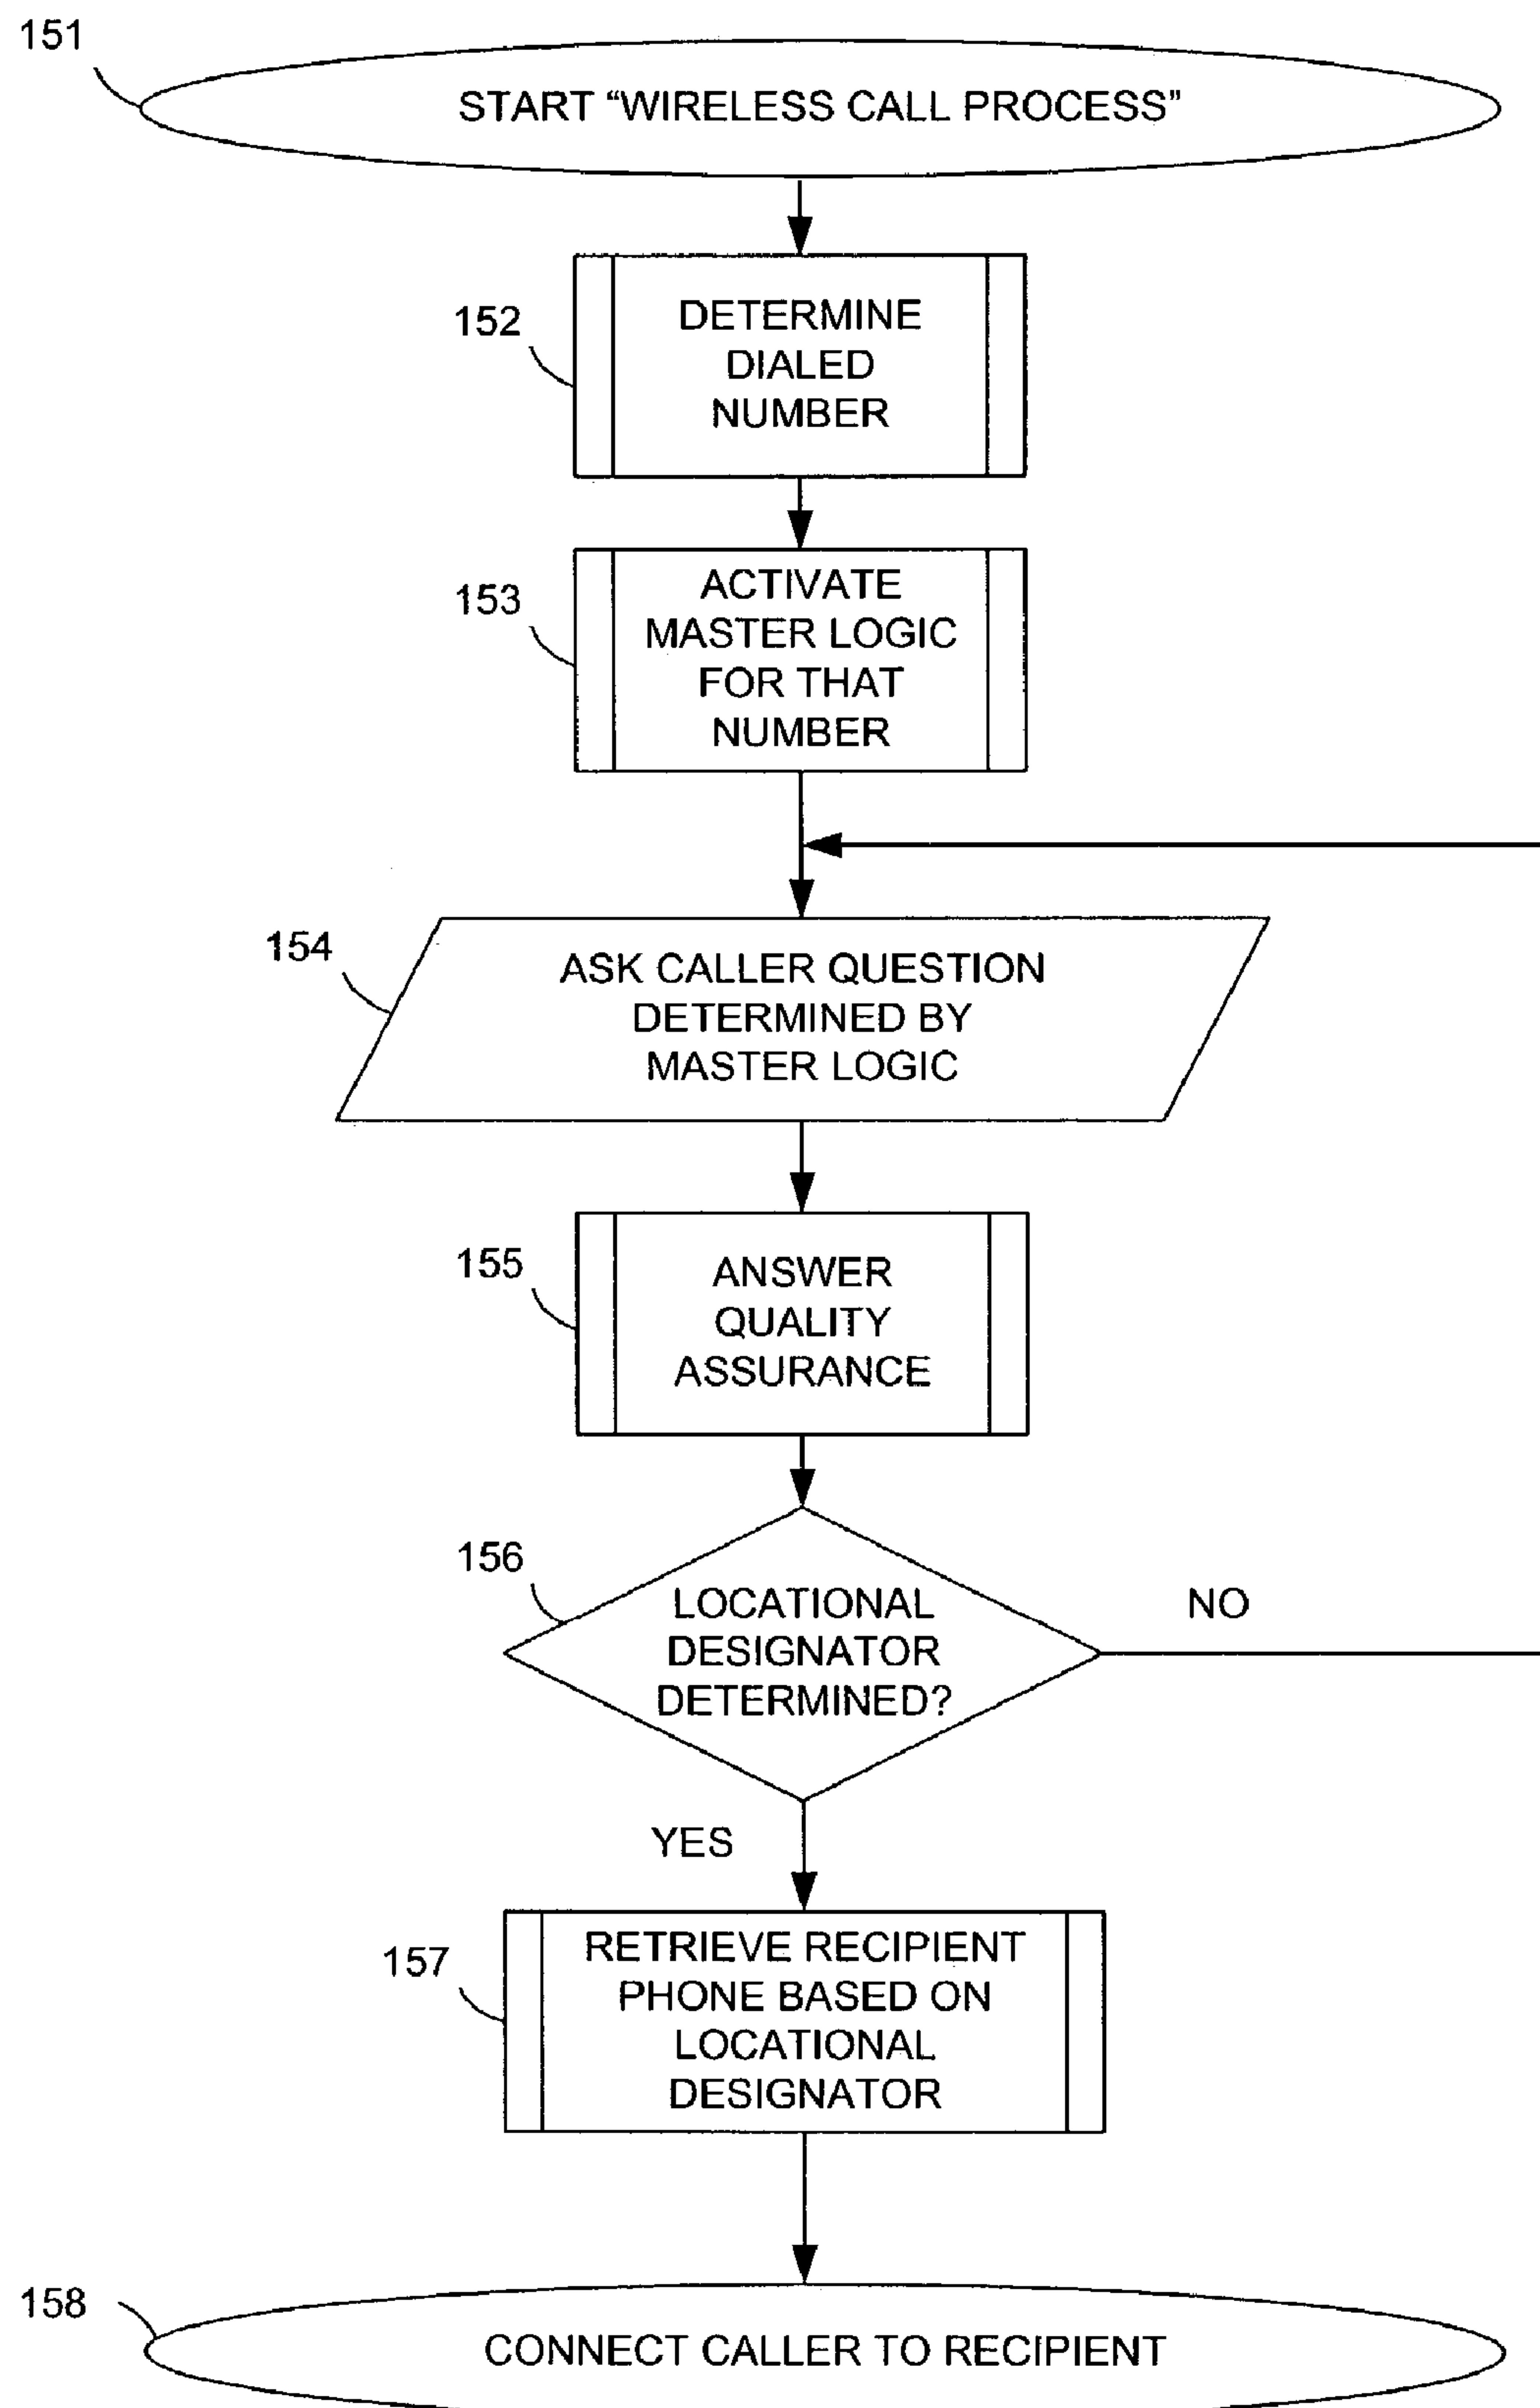 151
START “WIRELESS CALL PROCESS”
152
DETERMINE
DIALED
NUMBER
153
ACTIVATE
MASTER LOGIC
FOR THAT
NUMBER
154
ASK CALLER QUESTION
DETERMINED BY
MASTER LOGIC
155
ANSWER
QUALITY
ASSURANCE
156
LOCATIONAL
DESIGNATOR
DETERMINED?
NO
YES
157
RETRIEVE RECIPIENT
PHONE BASED ON
LOCATIONAL
DESIGNATOR
158
CONNECT CALLER TO RECIPIENT